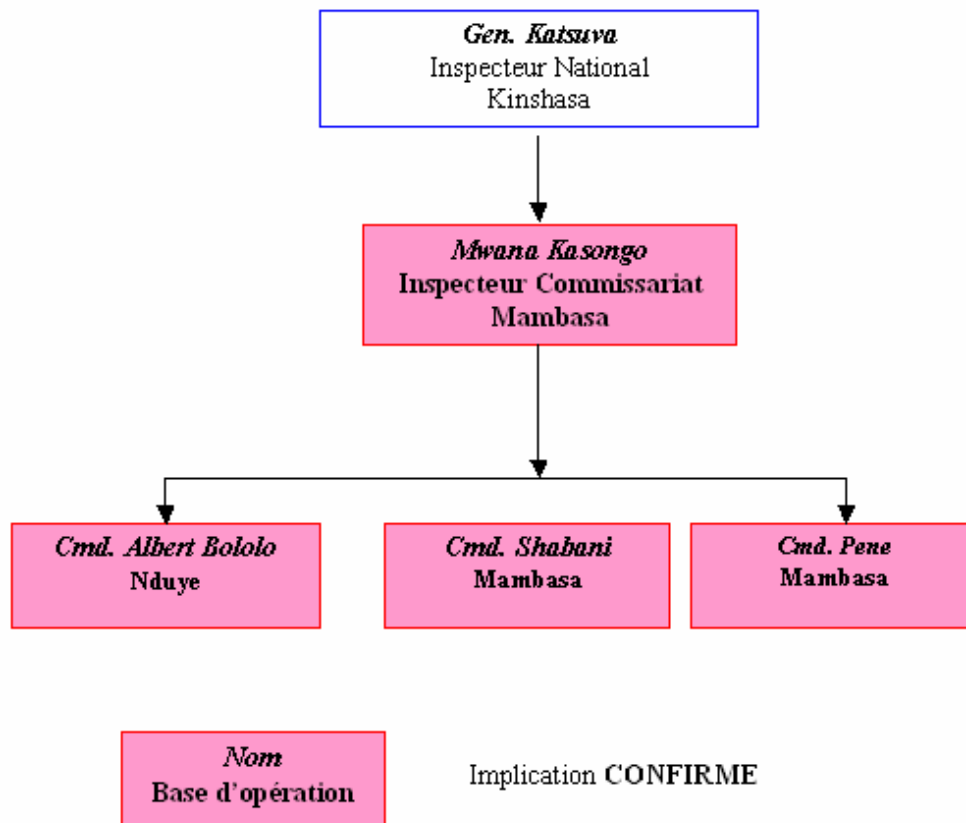 Gen. Katsuva
Inspecteur National
Kinshasa
Mwana Kasongo
Inspecteur Commissariat
Mambasa
Cmd. Albert Bololo
Nduye
Cmd. Shabani
Mambasa
Cmd. Pene
Mambasa
Nom
Base d'opération
Implication CONFIRME